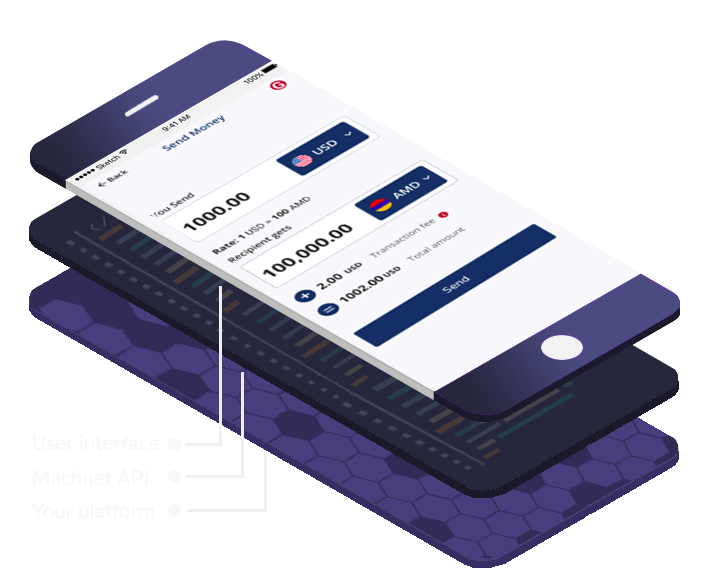 100%
9:41 AM
Sketch
Back
Send Money
You Send
1000.00
USD
Rate: 1 USD = 100 AMD
Recipient gets
100,000.00
AMD
2.00 USD Transaction fee
1002.00 USD Total amount
Send
User interface
Machnet API
Your platform